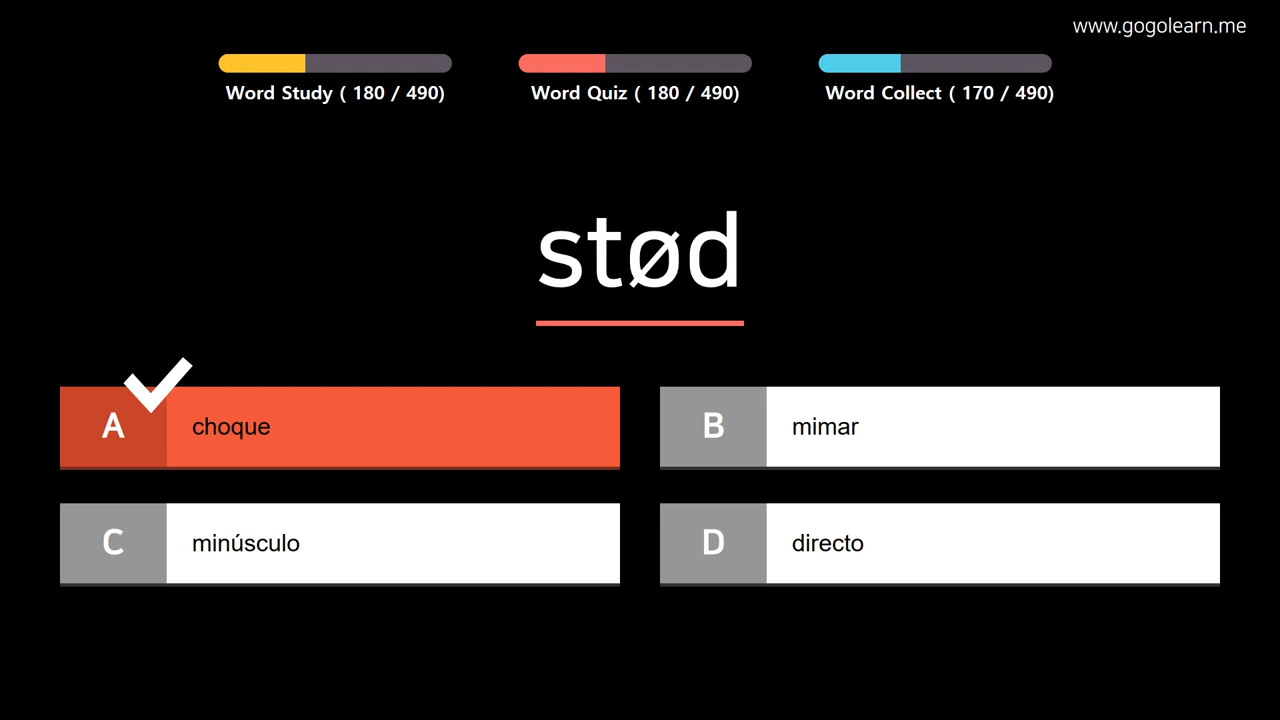 www.gogolearn.me
Word Study ( 180 / 490)
Word Quiz ( 180 / 490)
Word Collect ( 170 / 490)
stød
A choque
B mimar
C minúsculo
D directo